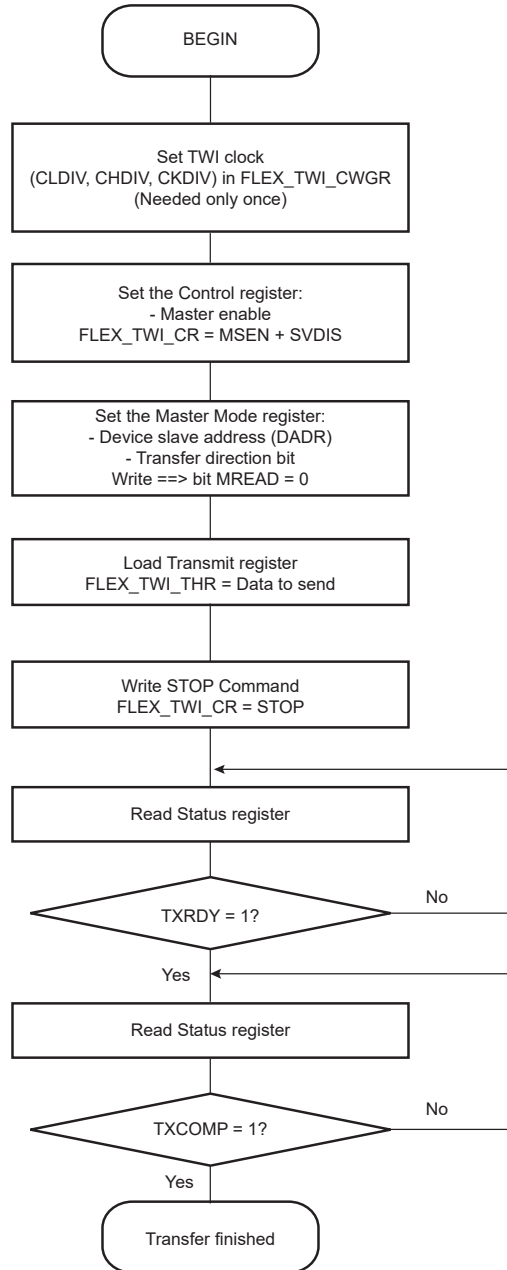 BEGIN
Set TWI clock
(CLDIV, CHDIV, CKDIV) in FLEX_TWI_CWGR
(Needed only once)
Set the Control register:
- Master enable
FLEX_TWI_CR = MSEN + SVDIS
Set the Master Mode register:
- Device slave address (DADR)
- Transfer direction bit
Write ==> bit MREAD = 0
Load Transmit register
FLEX_TWI_THR = Data to send
Write STOP Command
FLEX_TWI_CR = STOP
Read Status register
No
TXRDY = 1?
Yes
Read Status register
No
TXCOMP = 1?
Yes
Transfer finished